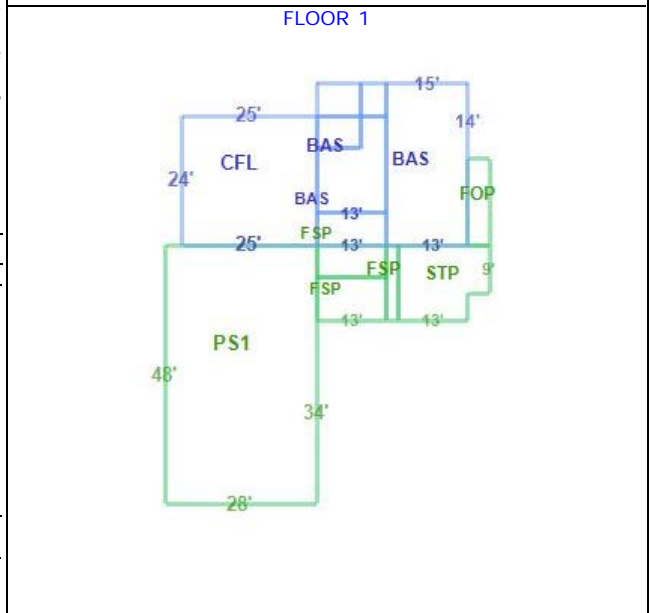 FLOOR 1
15'
25'
14'
BAS
BAS
CFL
24'
FOP
BAS
13'
FSP
25'
13'
13'
FSP
STP
9'
FSP
13'
13'
PS1
48'
34'
28'